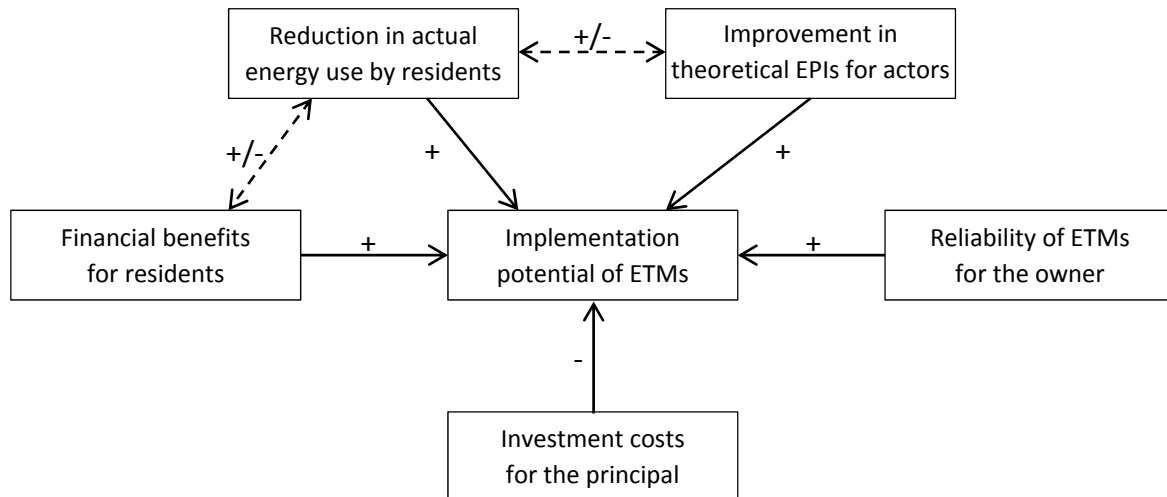 Reduction in actual
energy use by residents
+/-
Improvement in
theoretical EPIs for actors
+/-
+
+
Financial benefits
for residents
+
Implementation
potential of ETMs
+
Reliability of ETMs
for the owner
-
Investment costs
for the principal